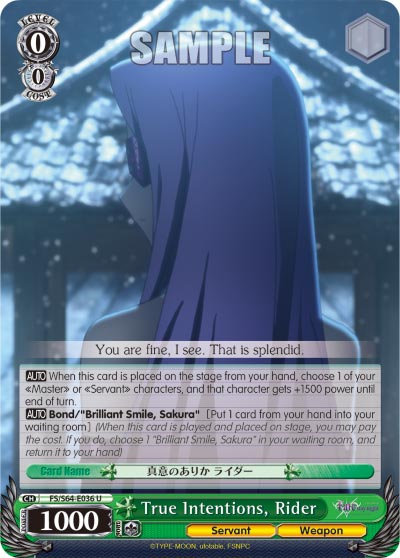 LEVEL
0
0
COST
SAMPLE
You are fine, I see. That is splendid.
AUTO When this card is placed on the stage from your hand, choose 1 of your
«Master» or «Servant» characters, and that character gets +1500 power until
end of turn.
AUTO Bond/"Brilliant Smile, Sakura" [Put 1 card from your hand into your
waiting room] (When this card is played and placed on stage, you may pay
the cost. If you do, choose 1 "Brilliant Smile, Sakura" in your waiting room, and
return it to your hand)
Card Name
真意のありか ライダー
CH FS/S64-E036 U
1000
POWER
True Intentions, Rider
Fate/stay night
Servant
Weapon
©TYPE-MOON, ufotable, FSNPC